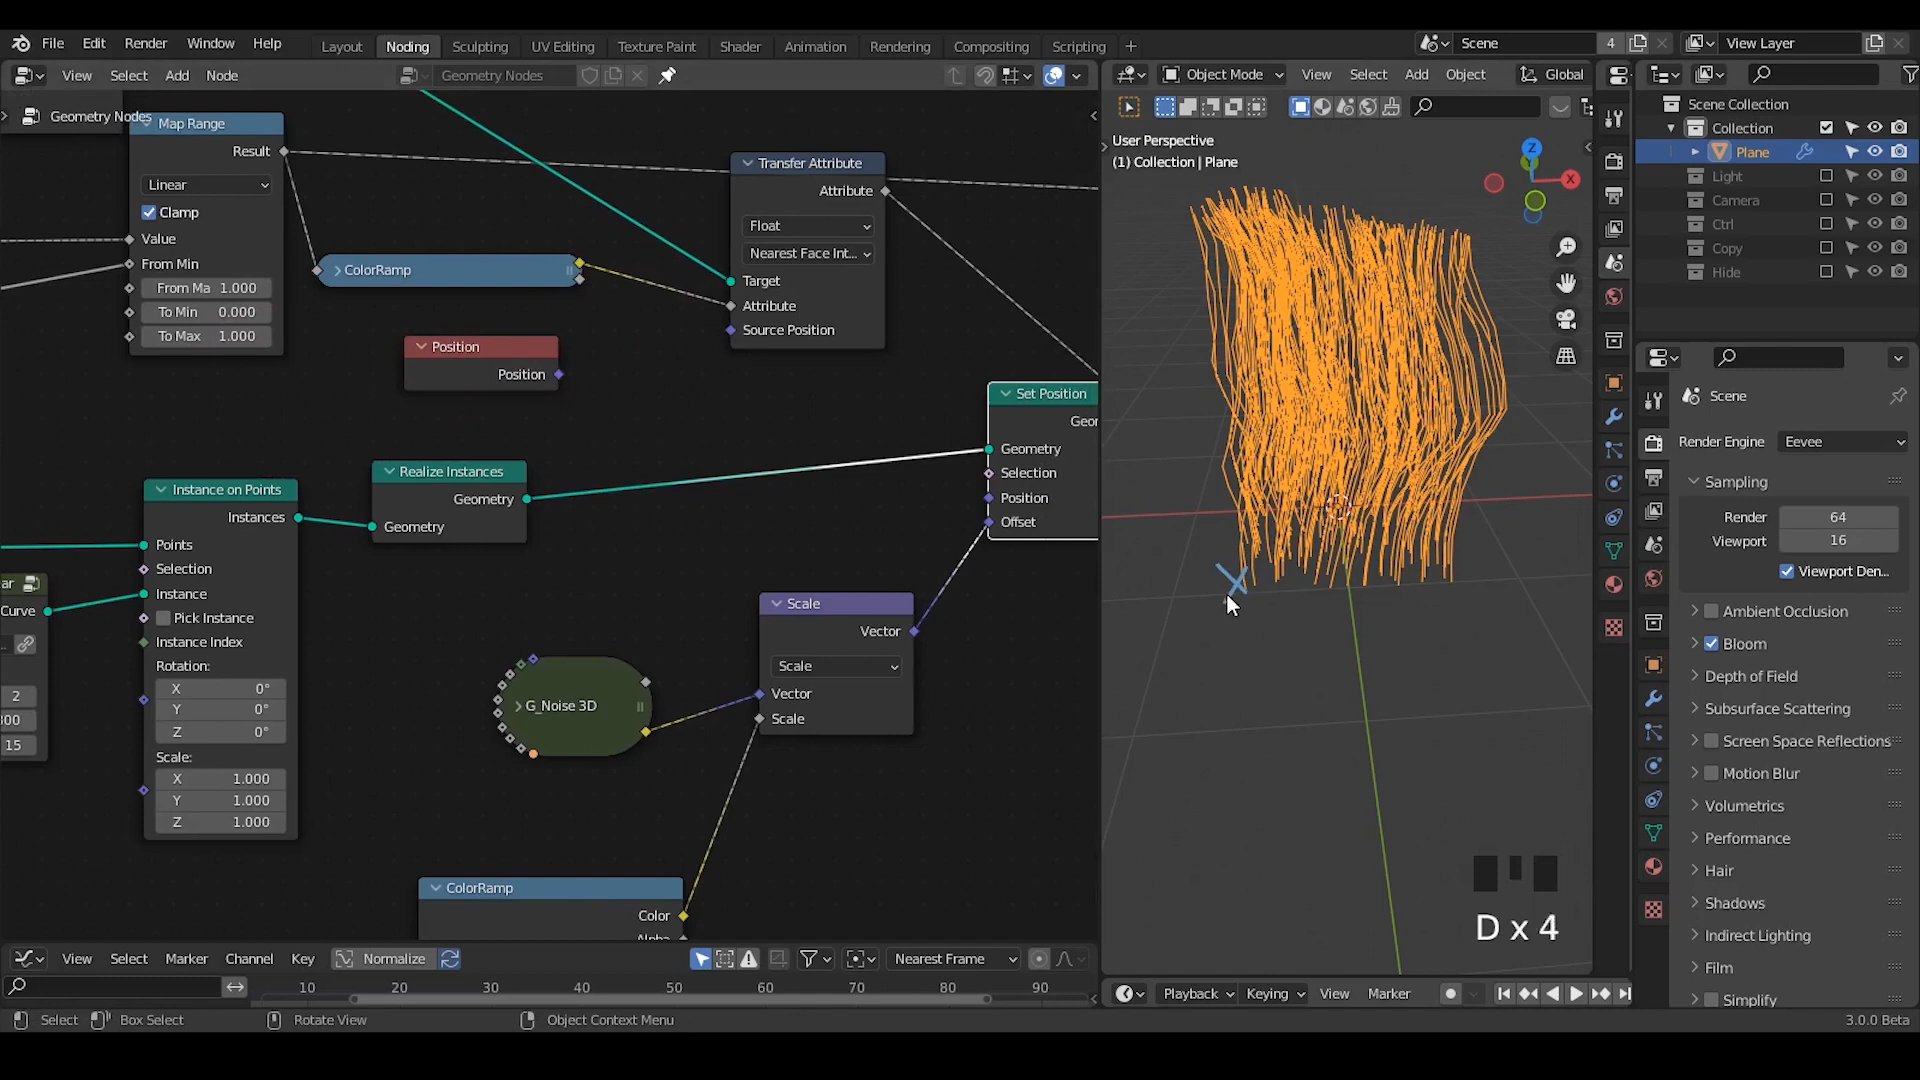 File Edit Render Window Help
Layout Noding Sculpting UV Editing Texture Paint Shader Animation Rendering Compositing Scripting +
Scene 4 View Layer
View Select Add Node Geometry Nodes
Object Mode View Select Add Object Global
Geometry Nodes
Map Range
Result
Linear
Clamp
Value
From Min
From Ma 1.000
To Min 0.000
To Max 1.000
ColorRamp
Position
Position
Transfer Attribute
Attribute
Float
Nearest Face Int...
Target
Attribute
Source Position
Set Position
Geo
Geometry
Selection
Position
Offset
Realize Instances
Geometry
Geometry
Instance on Points
Instances
Points
Selection
Instance
Pick Instance
Instance Index
Rotation:
X 0°
Y 0°
Z 0°
Scale:
X 1.000
Y 1.000
Z 1.000
ar
Curve
2
15
Scale
Vector
Scale
Vector
Scale
G_Noise 3D
ColorRamp
Color
Alpha
User Perspective
(1) Collection | Plane
Z
X
D x 4
Scene Collection
Collection
Plane
Light
Camera
Ctrl
Copy
Hide
Scene
Render Engine Eevee
Sampling
Render 64
Viewport 16
Viewport Den...
Ambient Occlusion
Bloom
Depth of Field
Subsurface Scattering
Screen Space Reflections
Motion Blur
Volumetrics
Performance
Hair
Shadows
Indirect Lighting
Film
Simplify
View Select Marker Channel Key Normalize Nearest Frame
10 20 30 40 50 60 70 80 90
Playback Keying View Marker
Select Box Select Rotate View Object Context Menu 3.0.0 Beta